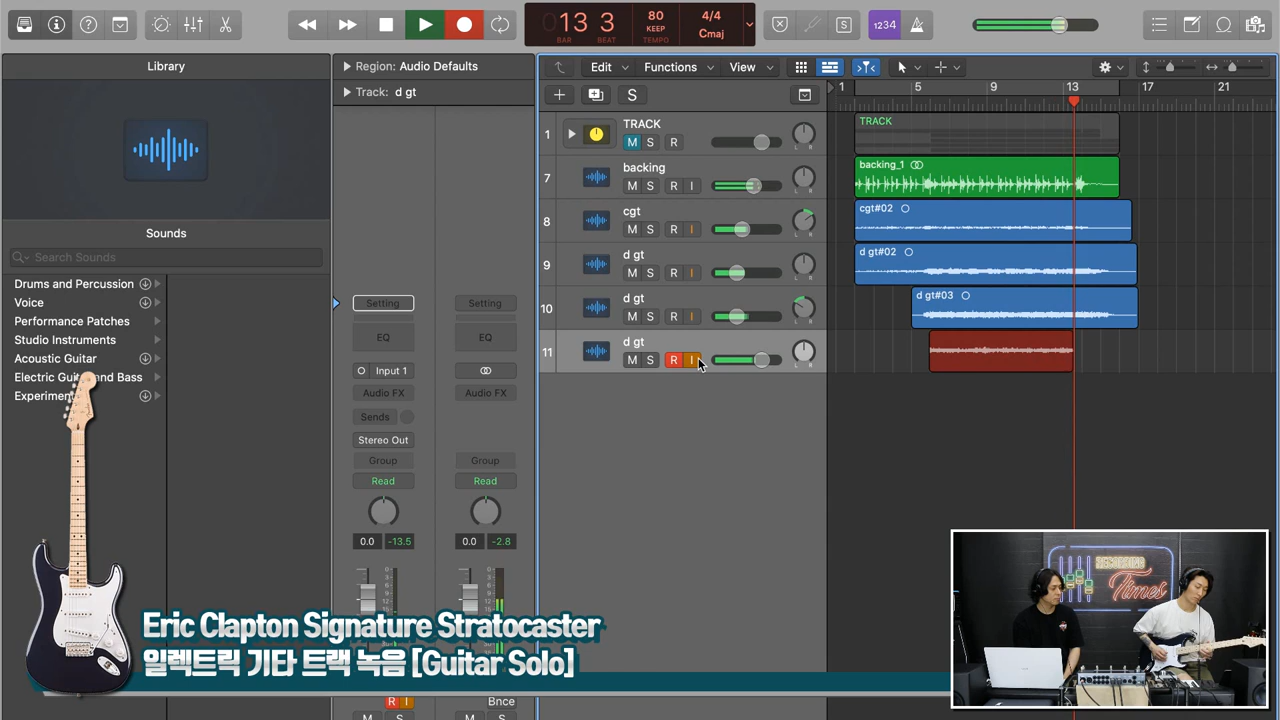 13 3
BAR BEAT
80
KEEP
TEMPO
4/4
Cmaj
S
1234
Library
Region: Audio Defaults
Track: d gt
Edit
Functions
View
1 5 9 13 17 21
S
1
TRACK
M S R
L R
TRACK
7
backing
M S R I
L R
backing_1
8
cgt
M S R I
L R
cgt#02
9
d gt
M S R I
L R
d gt#02
10
d gt
M S R I
L R
d gt#03
11
d gt
M S R I
L R
Sounds
Search Sounds
Drums and Percussion
Voice
Performance Patches
Studio Instruments
Acoustic Guitar
Electric Guitar and Bass
Setting Setting
EQ EQ
Input 1
Audio FX Audio FX
Sends
Stereo Out
Group Group
Read Read
0.0 -13.5 0.0 -2.8
R I
Bnce
M S M S
Times
Eric Clapton Signature Stratocaster
일렉트릭 기타 트랙 녹음 [Guitar Solo]